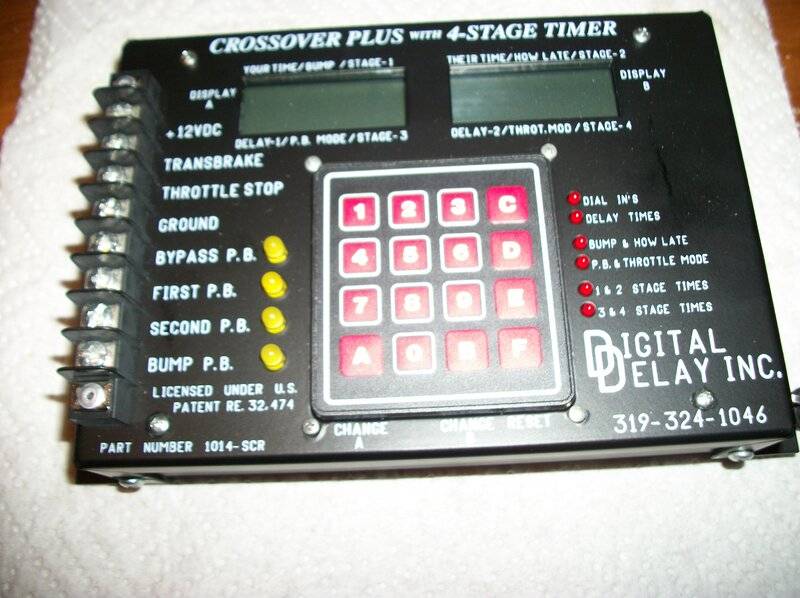 CROSSOVER PLUS WITH 4-STAGE TIMER
YOUR TIME/BUMP/STAGE-1
THEIR TIME/HOW LATE/STAGE-2
DISPLAY
A
DISPLAY
B
DELAY-1/P.B. MODE/STAGE-3
DELAY-2/THROT.MOD/STAGE-4
+12VDC
TRANSBRAKE
THROTTLE STOP
GROUND
BYPASS P.B.
FIRST P.B.
SECOND P.B.
BUMP P.B.
1 2 3 C
4 5 6 D
7 8 9 E
A 0 B F
CHANGE
A
CHANGE
B
RESET
DIAL IN'S
DELAY TIMES
BUMP & HOW LATE
P.B. & THROTTLE MODE
1 & 2 STAGE TIMES
3 & 4 STAGE TIMES
DIGITAL
DELAY INC.
319-324-1046
LICENSED UNDER U.S.
PATENT RE. 32,474
PART NUMBER 1014-SCR